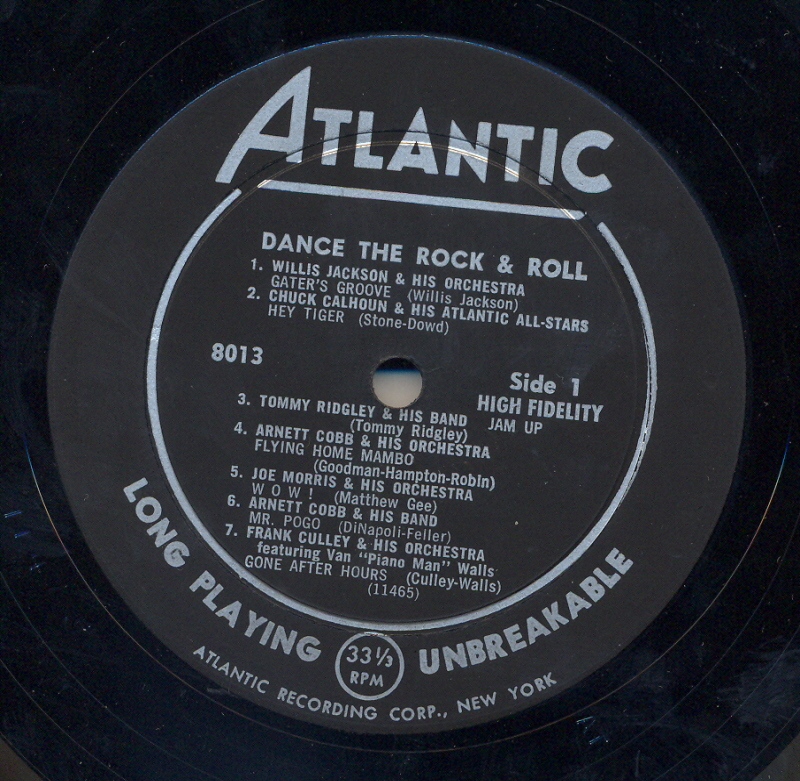 ATLANTIC
DANCE THE ROCK & ROLL
1. WILLIS JACKSON & HIS ORCHESTRA
GATER'S GROOVE (Willis Jackson)
2. CHUCK CALHOUN & HIS ATLANTIC ALL-STARS
HEY TIGER (Stone-Dowd)
8013
Side 1
HIGH FIDELITY
3. TOMMY RIDGLEY & HIS BAND
JAM UP
(Tommy Ridgley)
4. ARNETT COBB & HIS ORCHESTRA
FLYING HOME MAMBO
(Goodman-Hampton-Robin)
5. JOE MORRIS & HIS ORCHESTRA
W O W ! (Matthew Gee)
6. ARNETT COBB & HIS BAND
MR. POGO (DiNapoli-Feller)
7. FRANK CULLEY & HIS ORCHESTRA
featuring Van "Piano Man" Walls
GONE AFTER HOURS (Culley-Walls)
(11465)
LONG PLAYING
33 1/3
RPM
UNBREAKABLE
ATLANTIC RECORDING CORP., NEW YORK